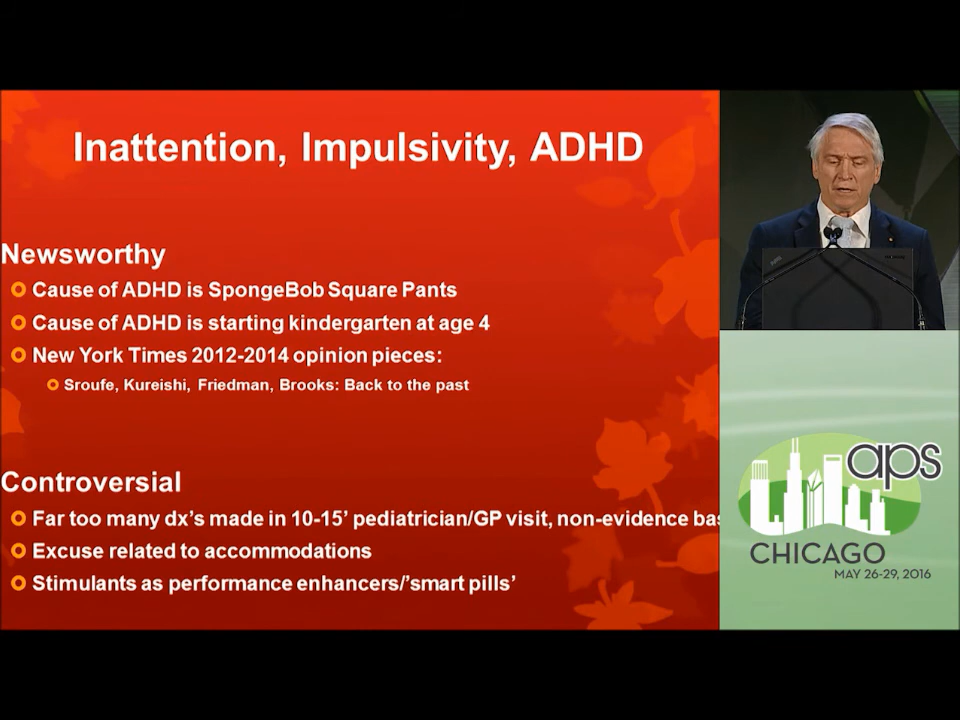 Inattention, Impulsivity, ADHD
Newsworthy
Cause of ADHD is SpongeBob Square Pants
Cause of ADHD is starting kindergarten at age 4
New York Times 2012-2014 opinion pieces:
Sroufe, Kureishi, Friedman, Brooks: Back to the past
Controversial
Far too many dx's made in 10-15' pediatrician/GP visit, non-evidence bas
Excuse related to accommodations
Stimulants as performance enhancers/'smart pills'
aps
CHICAGO
MAY 26-29, 2016